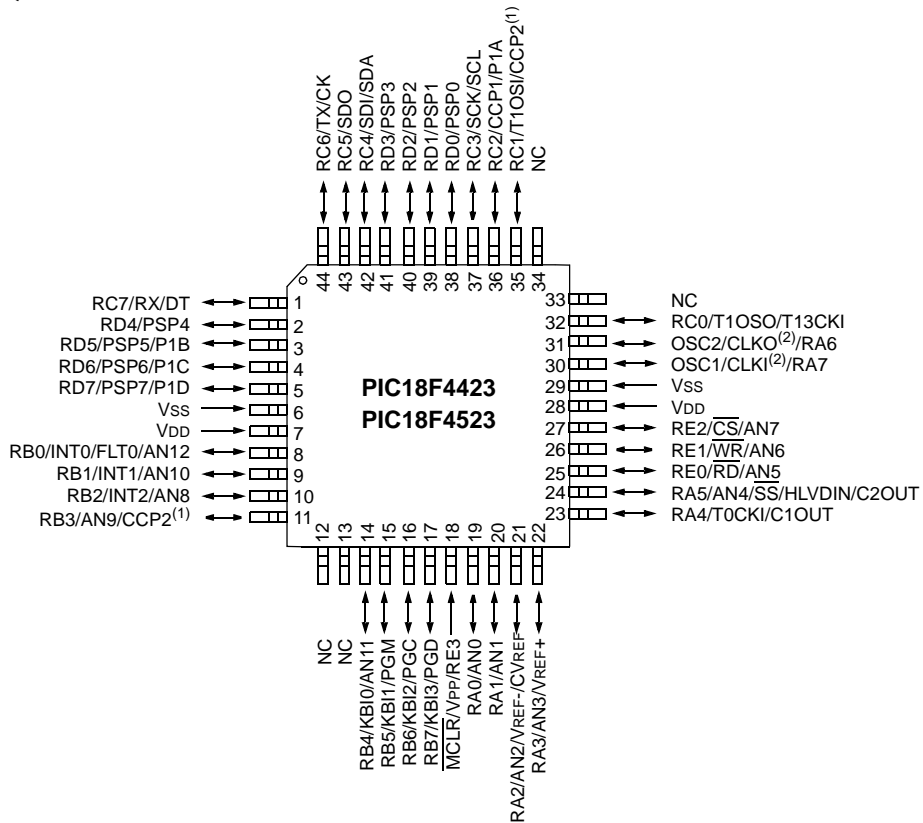 RC6/TX/CK
RC5/SDO
RC4/SDI/SDA
RD3/PSP3
RD2/PSP2
RD1/PSP1
RD0/PSP0
RC3/SCK/SCL
RC2/CCP1/P1A
RC1/T1OSI/CCP2(1)
NC
44
43
42
41
40
39
38
37
36
35
34
RC7/RX/DT 1
RD4/PSP4 2
RD5/PSP5/P1B 3
RD6/PSP6/P1C 4
RD7/PSP7/P1D 5
VSS 6
VDD 7
RB0/INT0/FLT0/AN12 8
RB1/INT1/AN10 9
RB2/INT2/AN8 10
RB3/AN9/CCP2(1) 11
PIC18F4423
PIC18F4523
33 NC
32 RC0/T1OSO/T13CKI
31 OSC2/CLKO(2)/RA6
30 OSC1/CLKI(2)/RA7
29 VSS
28 VDD
27 RE2/CS/AN7
26 RE1/WR/AN6
25 RE0/RD/AN5
24 RA5/AN4/SS/HLVDIN/C2OUT
23 RA4/T0CKI/C1OUT
12
13
14
15
16
17
18
19
20
21
22
NC
NC
RB4/KBI0/AN11
RB5/KBI1/PGM
RB6/KBI2/PGC
RB7/KBI3/PGD
MCLR/VPP/RE3
RA0/AN0
RA1/AN1
RA2/AN2/VREF-/CVREF
RA3/AN3/VREF+